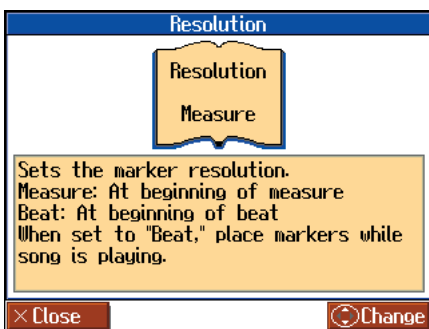 Resolution
Resolution
Measure
Sets the marker resolution.
Measure: At beginning of measure
Beat: At beginning of beat
When set to "Beat," place markers while
song is playing.
× Close
Change